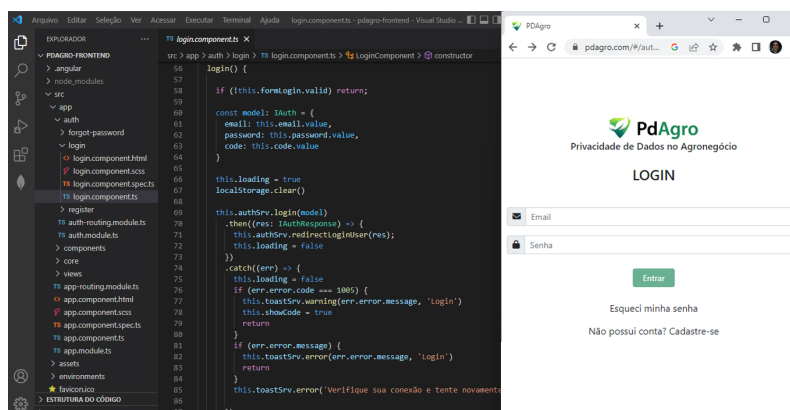 Arquivo Editar Seleção Ver Acessar Executar Terminal Ajuda login.component.ts - pdagro-frontend - Visual Studio ...
EXPLORADOR ...
PDAGRO-FRONTEND
.angular
node_modules
src
app
auth
forgot-password
login
login.component.html
login.component.scss
TS login.component.spec.ts
TS login.component.ts
register
TS auth-routing.module.ts
TS auth.module.ts
components
core
views
TS app-routing.module.ts
app.component.html
app.component.scss
TS app.component.spec.ts
TS app.component.ts
TS app.module.ts
assets
environments
favicon.ico
ESTRUTURA DO CÓDIGO
TS login.component.ts X
src > app > auth > login > TS login.component.ts > LoginComponent > constructor
56 login() {
57
58 if (!this.formLogin.valid) return;
59
60 const model: IAuth = {
61 email: this.email.value,
62 password: this.password.value,
63 code: this.code.value
64 }
65
66 this.loading = true
67 localStorage.clear()
68
69 this.authSrv.login(model)
70 .then((res: IAuthResponse) => {
71 this.authSrv.redirectLoginUser(res);
72 this.loading = false
73 })
74 .catch((err) => {
75 this.loading = false
76 if (err.error.code === 1005) {
77 this.toastSrv.warning(err.error.message, 'Login')
78 this.showCode = true
79 return
80 }
81 if (err.error.message) {
82 this.toastSrv.error(err.error.message, 'Login')
83 return
84 }
85 this.toastSrv.error('Verifique sua conexão e tente novamente
86
PDAgro
pdagro.com/#/aut...
PdAgro
Privacidade de Dados no Agronegócio
LOGIN
Email
Senha
Entrar
Esqueci minha senha
Não possui conta? Cadastre-se